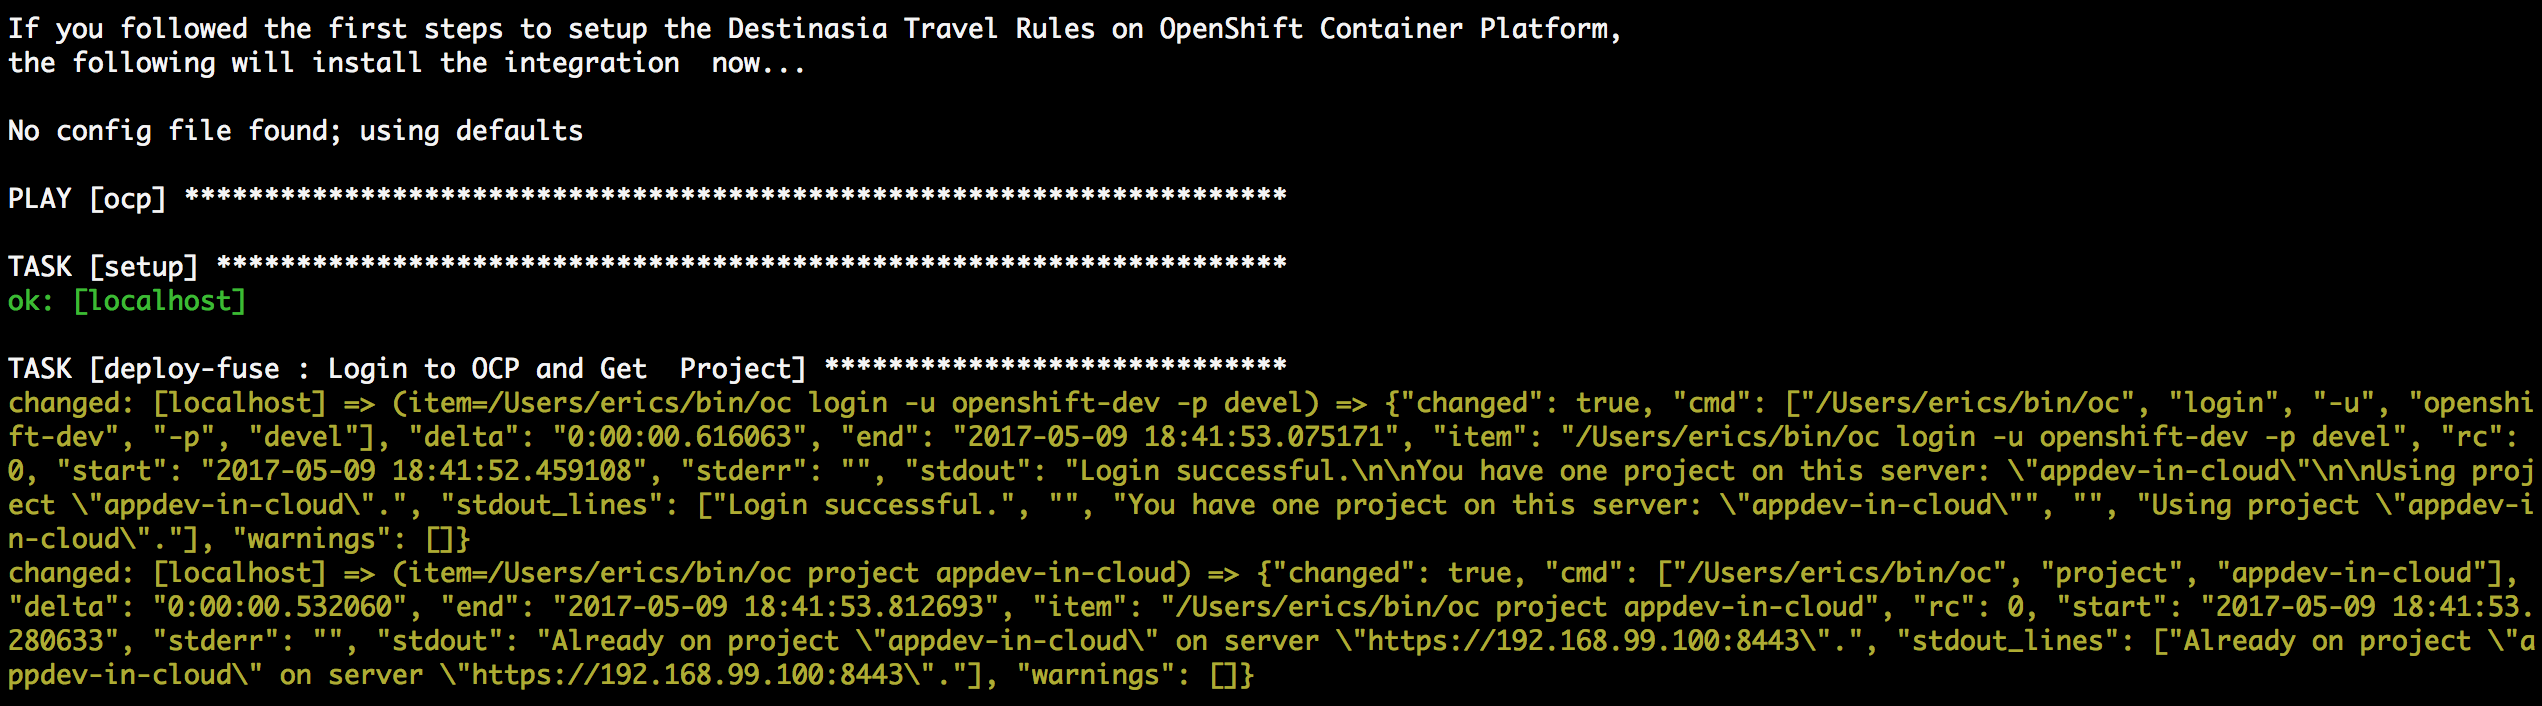 If you followed the first steps to setup the Destinasia Travel Rules on OpenShift Container Platform,
the following will install the integration  now...
No config file found; using defaults
PLAY [ocp] *********************************************************************
TASK [setup] *******************************************************************
ok: [localhost]
TASK [deploy-fuse : Login to OCP and Get  Project] *****************************
changed: [localhost] => (item=/Users/erics/bin/oc login -u openshift-dev -p devel) => {"changed": true, "cmd": ["/Users/erics/bin/oc", "login", "-u", "openshi
ft-dev", "-p", "devel"], "delta": "0:00:00.616063", "end": "2017-05-09 18:41:53.075171", "item": "/Users/erics/bin/oc login -u openshift-dev -p devel", "rc":
0, "start": "2017-05-09 18:41:52.459108", "stderr": "", "stdout": "Login successful.\n\nYou have one project on this server: \"appdev-in-cloud\"\n\nUsing proj
ect \"appdev-in-cloud\".", "stdout_lines": ["Login successful.", "", "You have one project on this server: \"appdev-in-cloud\"", "", "Using project \"appdev-i
n-cloud\"."], "warnings": []}
changed: [localhost] => (item=/Users/erics/bin/oc project appdev-in-cloud) => {"changed": true, "cmd": ["/Users/erics/bin/oc", "project", "appdev-in-cloud"],
"delta": "0:00:00.532060", "end": "2017-05-09 18:41:53.812693", "item": "/Users/erics/bin/oc project appdev-in-cloud", "rc": 0, "start": "2017-05-09 18:41:53.
280633", "stderr": "", "stdout": "Already on project \"appdev-in-cloud\" on server \"https://192.168.99.100:8443\".", "stdout_lines": ["Already on project \"a
ppdev-in-cloud\" on server \"https://192.168.99.100:8443\"."], "warnings": []}